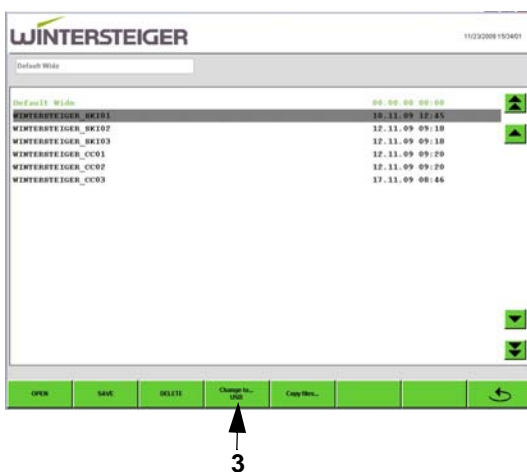 WINTERSTEIGER
11/23/2009 15/34/01
Default Wide
Default Wide 00.00.00 00:00
WINTERSTEIGER_SKI01 10.11.09 12:45
WINTERSTEIGER_SKI02 12.11.09 09:18
WINTERSTEIGER_SKI03 12.11.09 09:18
WINTERSTEIGER_CC01 12.11.09 09:20
WINTERSTEIGER_CC02 12.11.09 09:20
WINTERSTEIGER_CC03 17.11.09 08:46
OPEN SAVE DELETE Change to... USB Copy files...
3